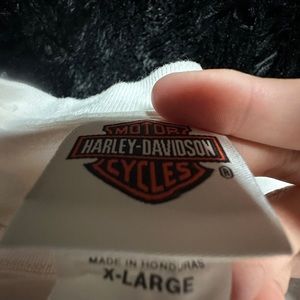 MOTOR
HARLEY-DAVIDSON
CYCLES
®
MADE IN HONDURAS
X-LARGE